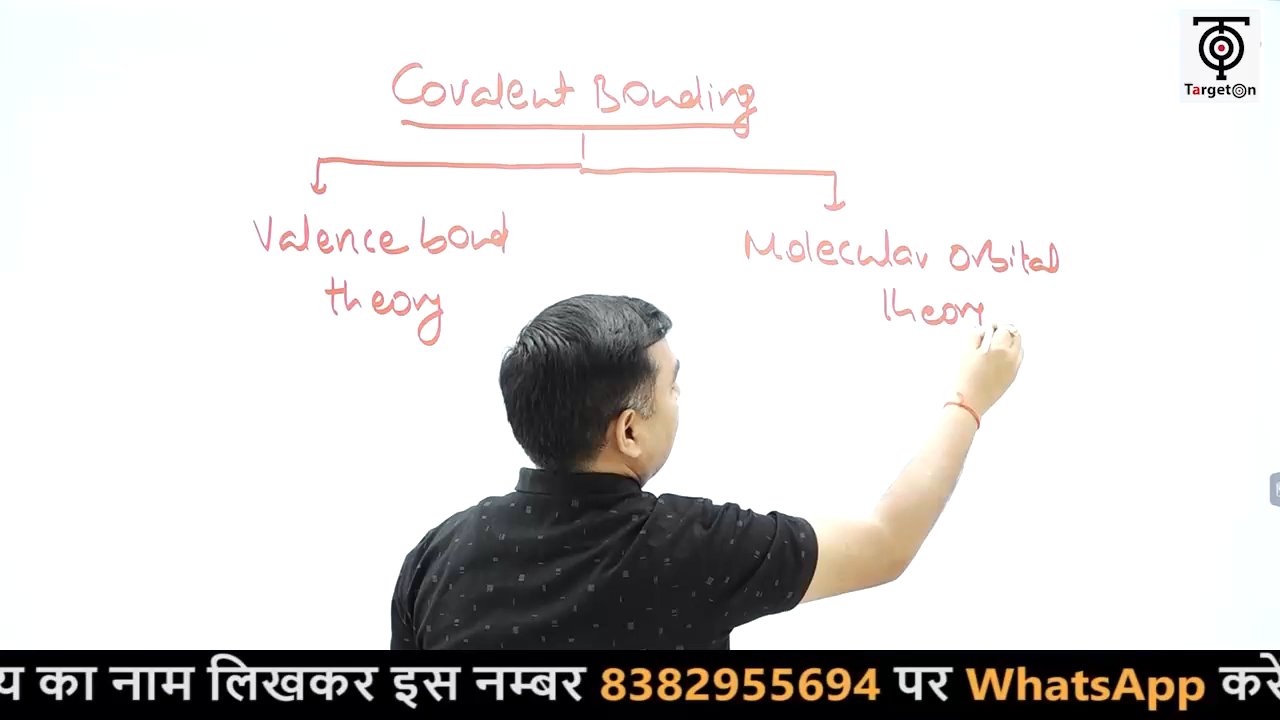 TargetOn
Covalent Bonding
Valence bond
theory
Molecular orbital
theory
य का नाम लिखकर इस नम्बर 8382955694 पर WhatsApp करे